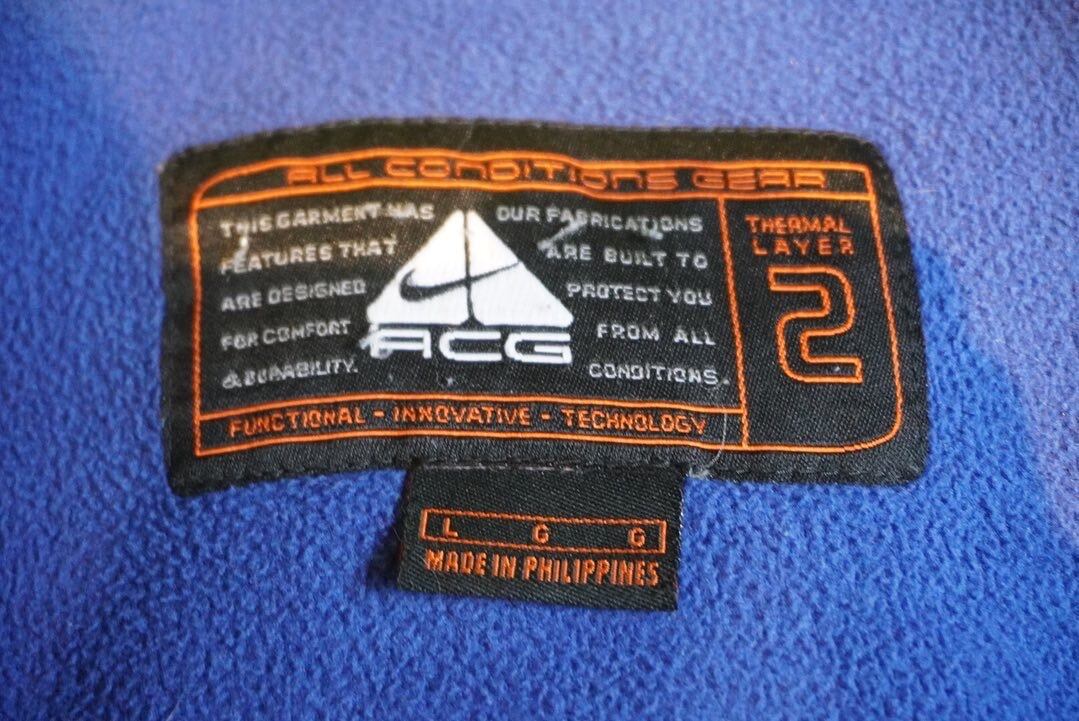 ALL CONDITIONS GEAR
THIS GARMENT HAS
FEATURES THAT
ARE DESIGNED
FOR COMFORT
& DURABILITY.
ACG
OUR FABRICATIONS
ARE BUILT TO
PROTECT YOU
FROM ALL
CONDITIONS.
THERMAL
LAYER
2
FUNCTIONAL - INNOVATIVE - TECHNOLOGY
L G G
MADE IN PHILIPPINES